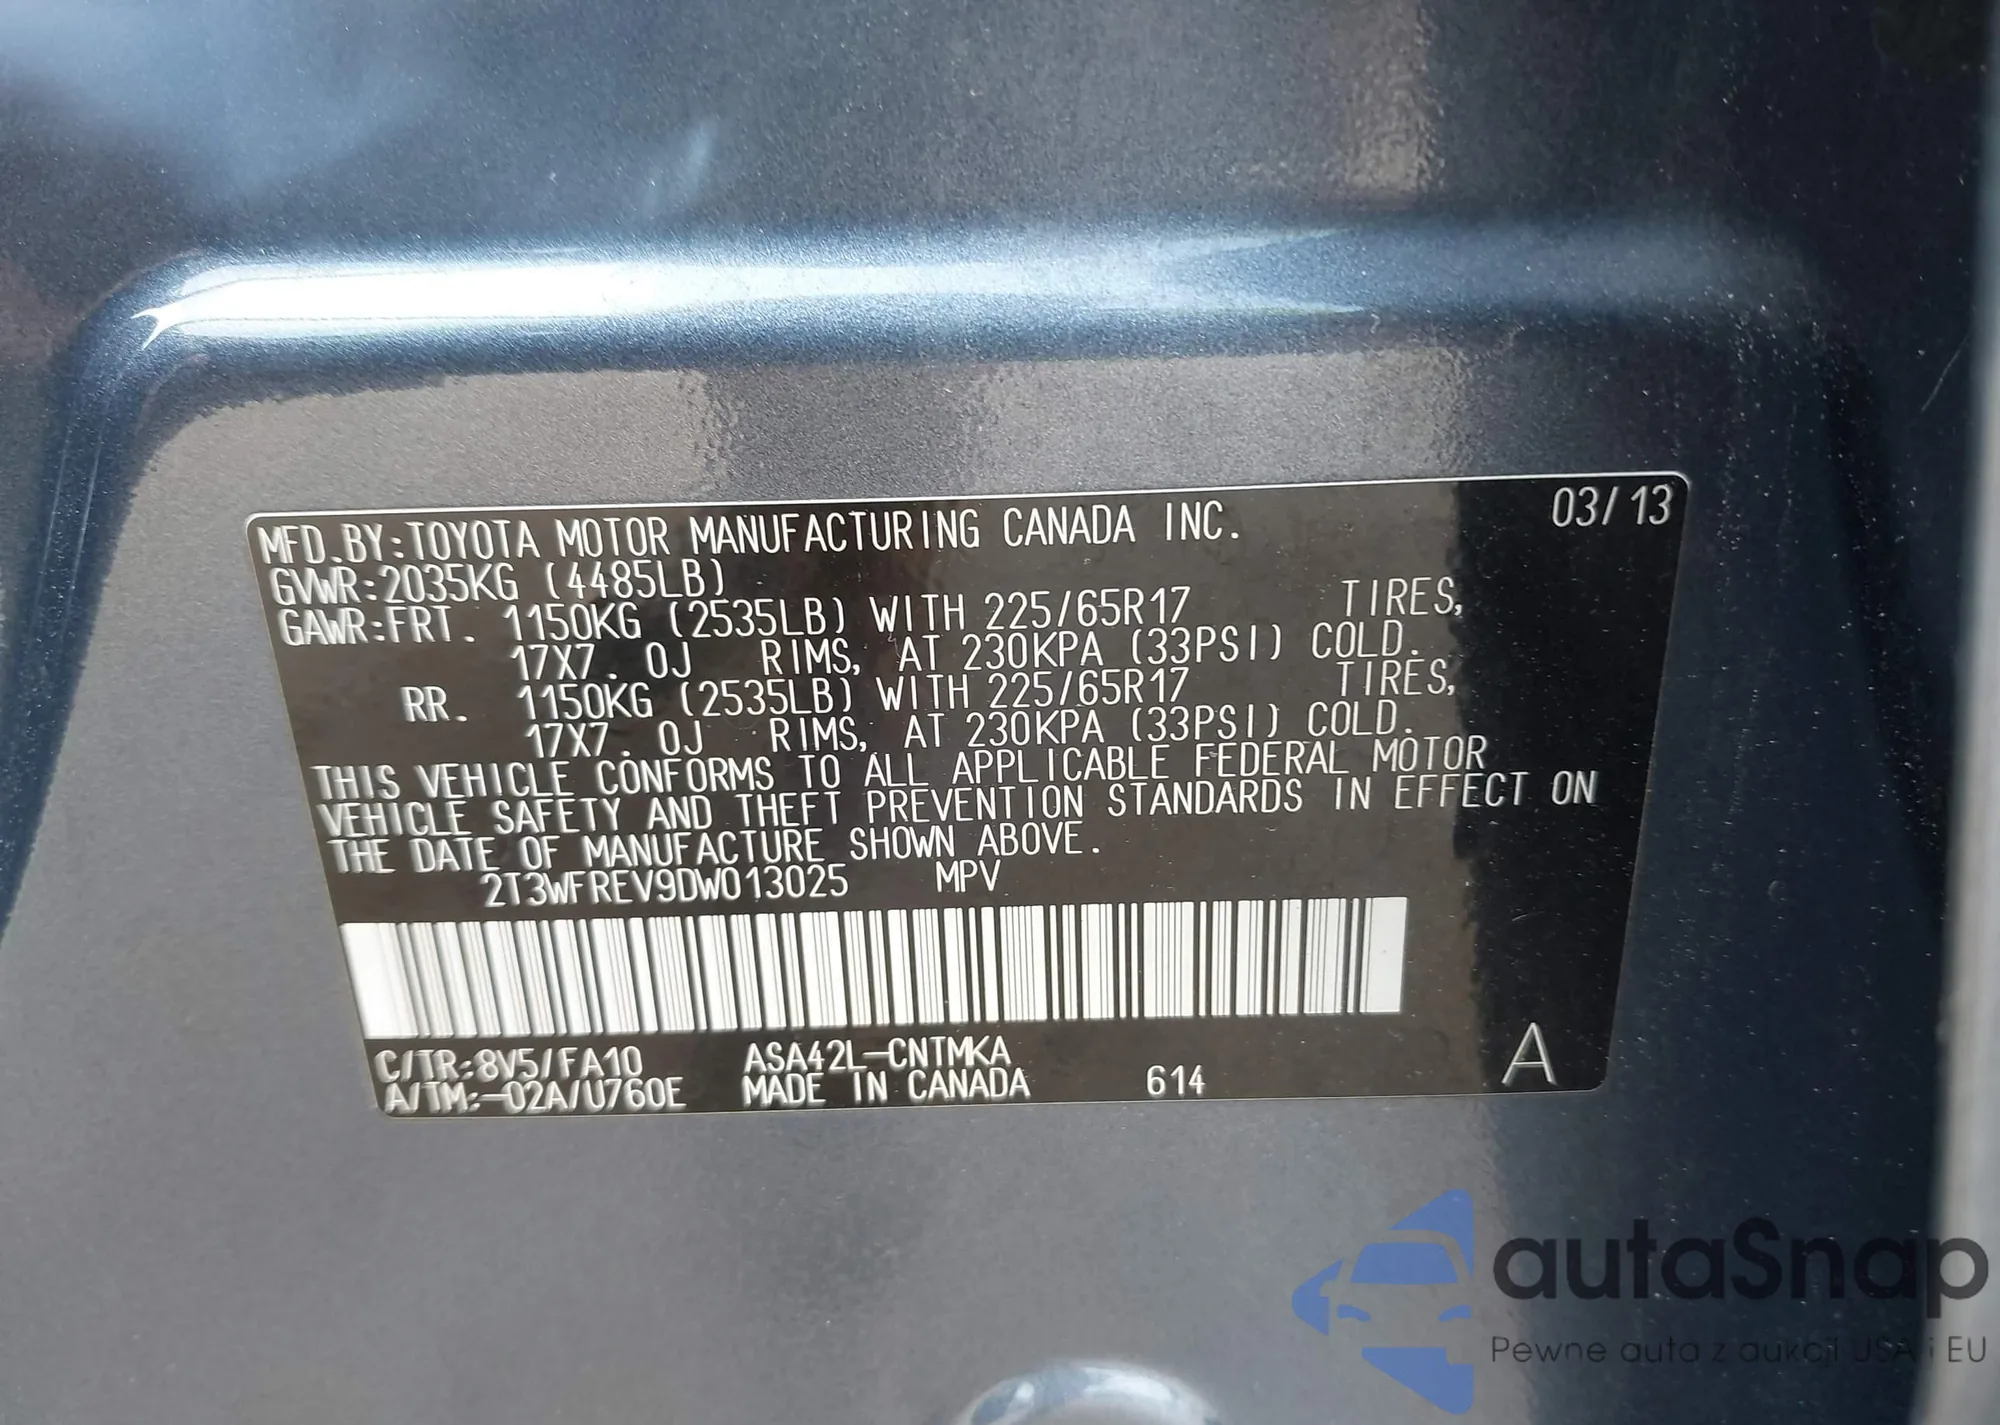 03/13
MFD.BY:TOYOTA MOTOR MANUFACTURING CANADA INC.
GVWR:2035KG (4485LB)
GAWR:FRT. 1150KG (2535LB) WITH 225/65R17 TIRES,
17X7.0J RIMS, AT 230KPA (33PSI) COLD.
RR. 1150KG (2535LB) WITH 225/65R17 TIRES,
17X7.0J RIMS, AT 230KPA (33PSI) COLD.
THIS VEHICLE CONFORMS TO ALL APPLICABLE FEDERAL MOTOR
VEHICLE SAFETY AND THEFT PREVENTION STANDARDS IN EFFECT ON
THE DATE OF MANUFACTURE SHOWN ABOVE.
2T3WFREV9DW013025 MPV
C/TR:8V5/FA10 ASA42L-CNTMKA
A/TM:-02A/U760E MADE IN CANADA 614 A
autaSnap
Pewne auta z aukcji USA i EU